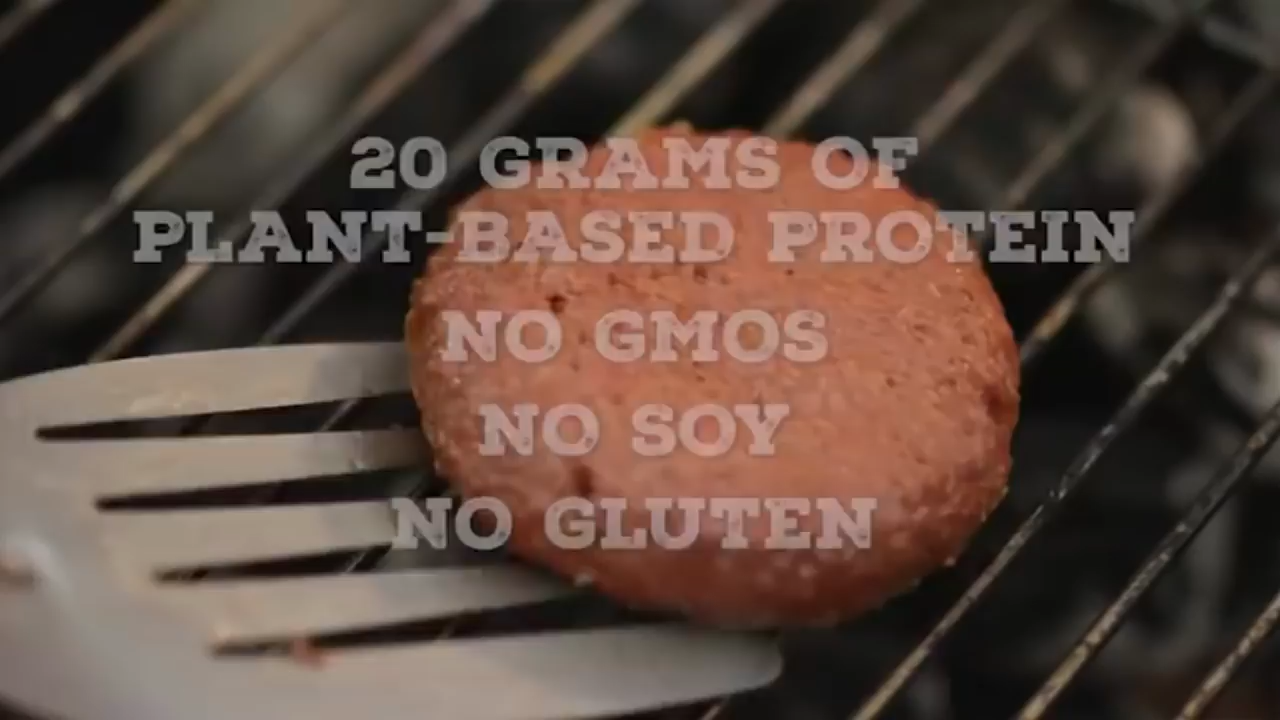 20 GRAMS OF
PLANT-BASED PROTEIN
NO GMOS
NO SOY
NO GLUTEN